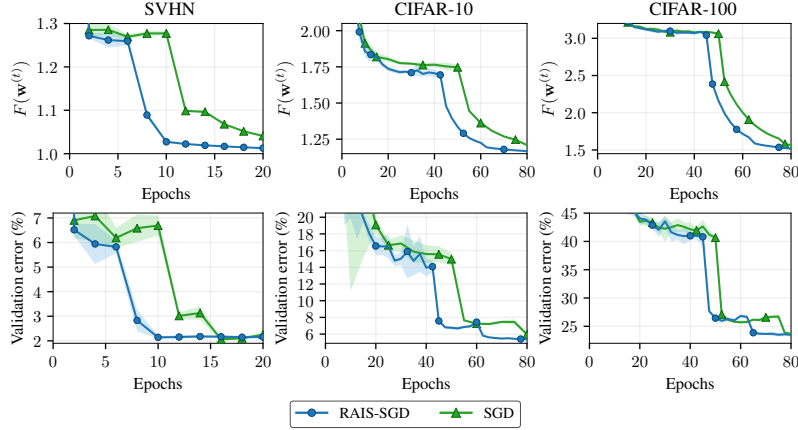 SVHN
CIFAR-10
CIFAR-100
F(w^(t))
1.3
1.2
1.1
1.0
0 5 10 15 20
Epochs
F(w^(t))
2.00
1.75
1.50
1.25
0 20 40 60 80
Epochs
F(w^(t))
3.0
2.5
2.0
1.5
0 20 40 60 80
Epochs
Validation error (%)
7
6
5
4
3
2
0 5 10 15 20
Epochs
Validation error (%)
20
18
16
14
12
10
8
6
0 20 40 60 80
Epochs
Validation error (%)
45
40
35
30
25
0 20 40 60 80
Epochs
RAIS-SGD
SGD